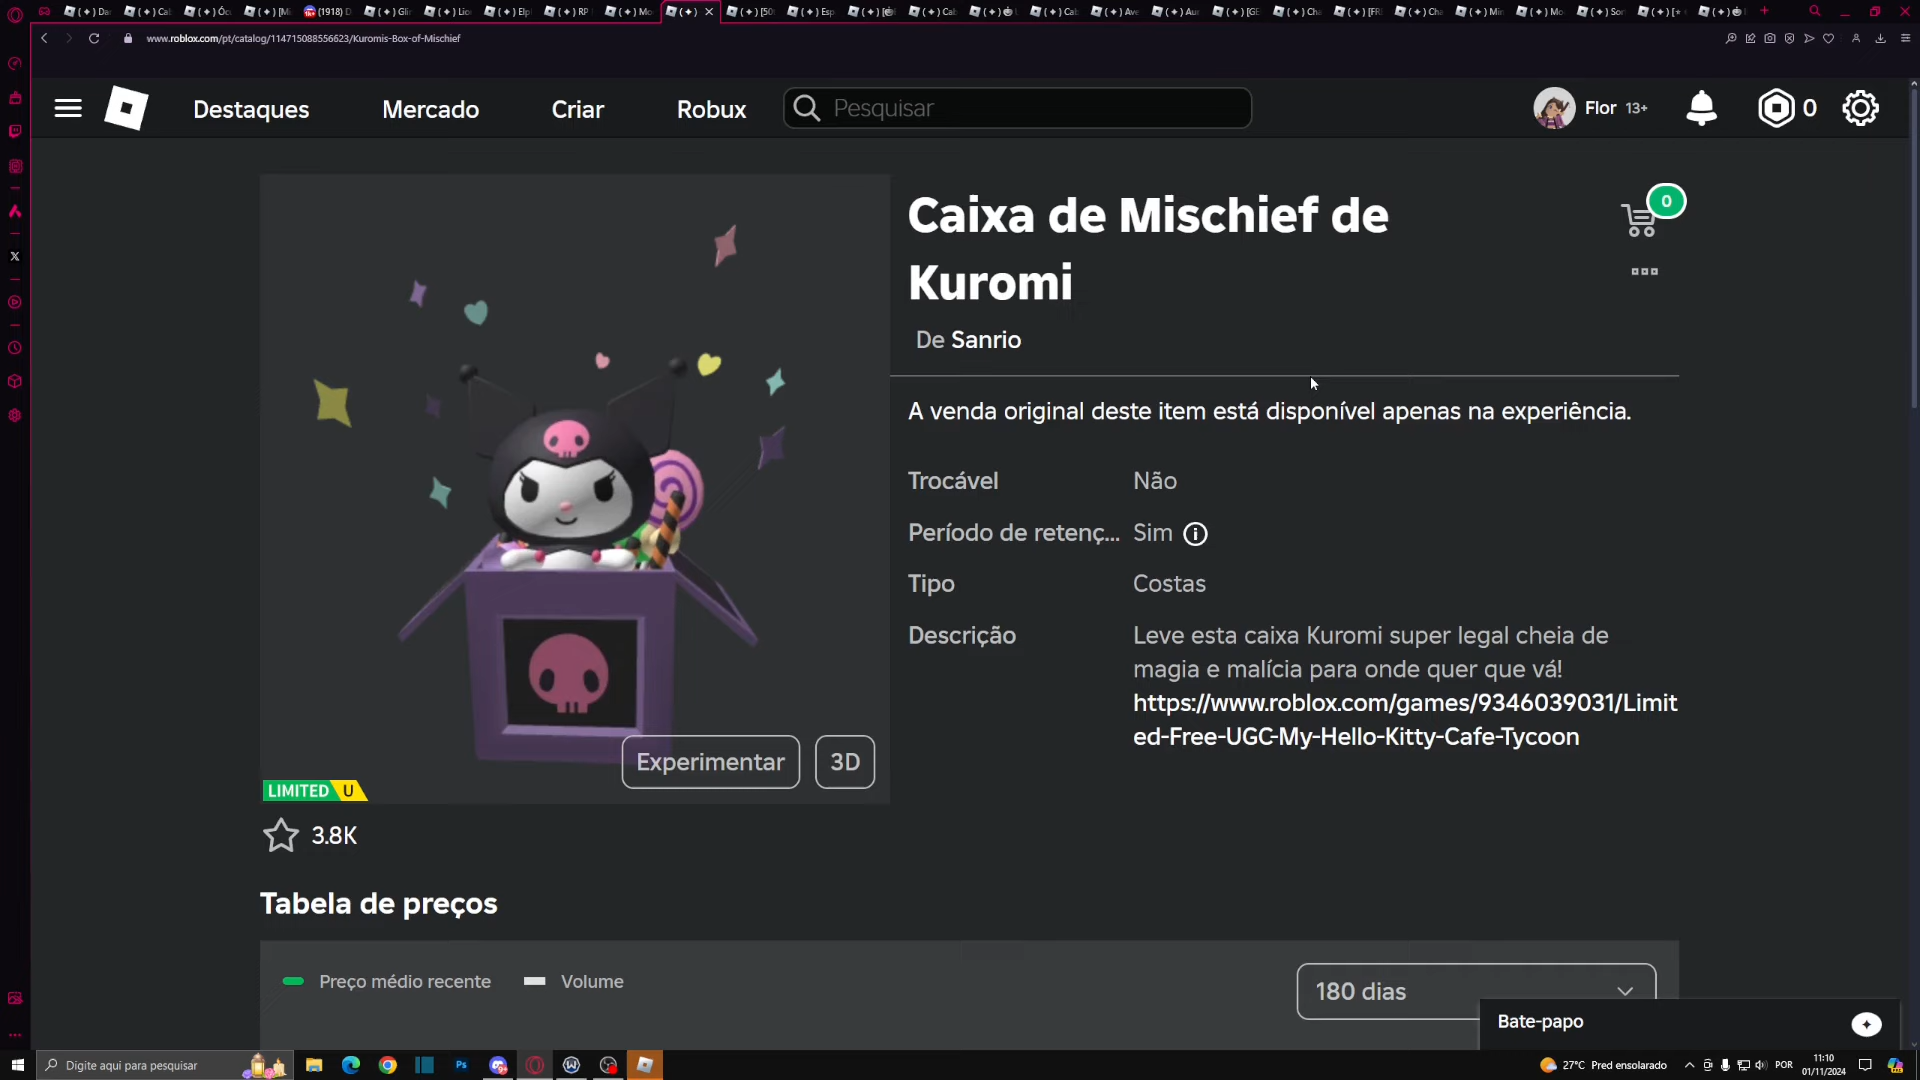 (1918) D
www.roblox.com/pt/catalog/114715088556623/Kuromis-Box-of-Mischief
Destaques
Mercado
Criar
Robux
Pesquisar
Flor 13+
0
Caixa de Mischief de
Kuromi
0
De Sanrio
A venda original deste item está disponível apenas na experiência.
Trocável Não
Período de retenç... Sim
Tipo Costas
Descrição Leve esta caixa Kuromi super legal cheia de
magia e malícia para onde quer que vá!
https://www.roblox.com/games/9346039031/Limit
ed-Free-UGC-My-Hello-Kitty-Cafe-Tycoon
Experimentar
3D
LIMITED U
3.8K
Tabela de preços
Preço médio recente
Volume
180 dias
Bate-papo
Digite aqui para pesquisar
Ps
27°C Pred ensolarado
POR
11:10
01/11/2024